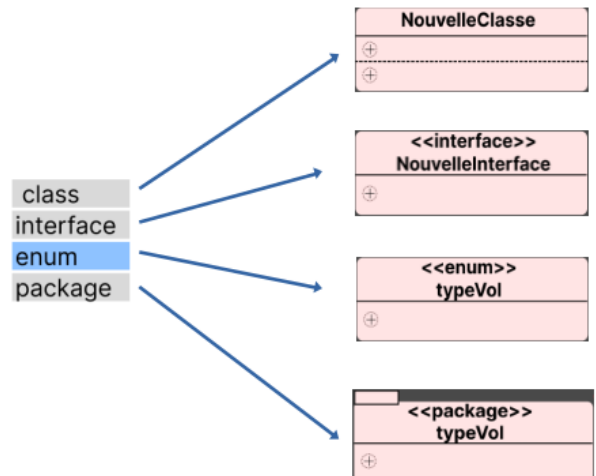 class
interface
enum
package
NouvelleClasse
<<interface>>
NouvelleInterface
<<enum>>
typeVol
<<package>>
typeVol